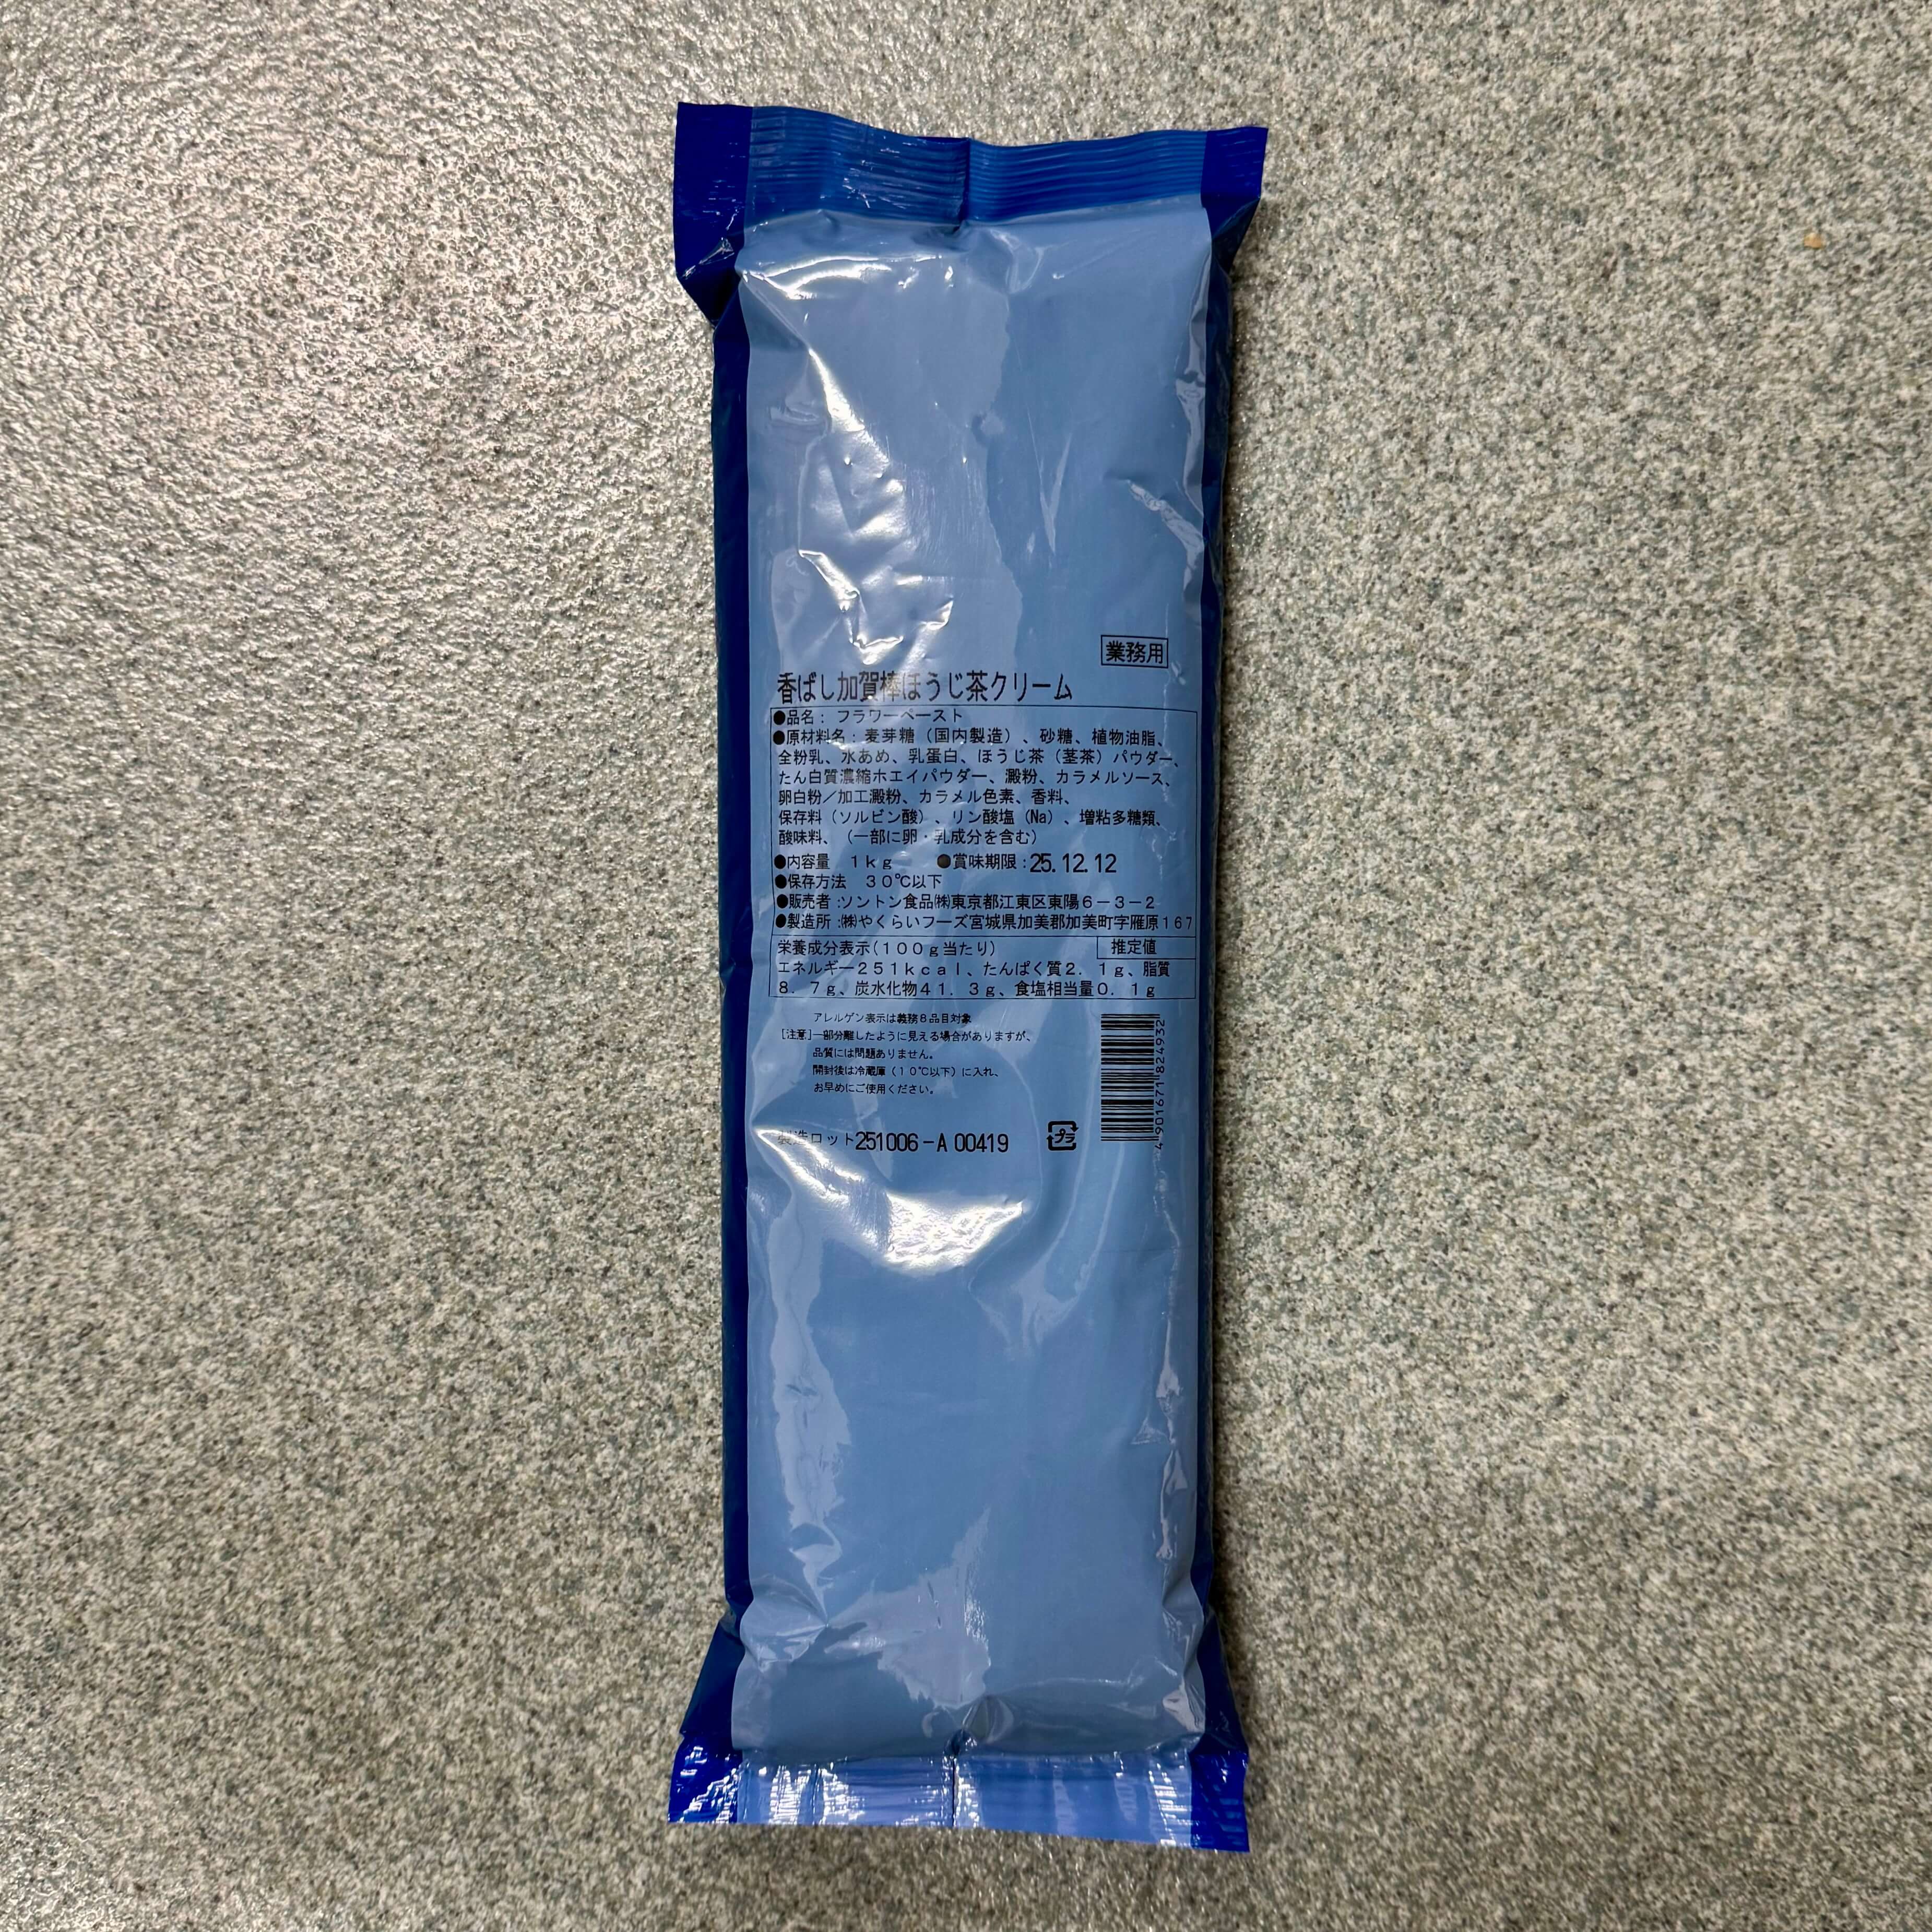 業務用
香ばし加賀棒ほうじ茶クリーム
●品名：フラワーペースト
●原材料名：麦芽糖（国内製造）、砂糖、植物油脂、
全粉乳、水あめ、乳蛋白、ほうじ茶（茎茶）パウダー、
たん白質濃縮ホエイパウダー、澱粉、カラメルソース、
卵白粉／加工澱粉、カラメル色素、香料、
保存料（ソルビン酸）、リン酸塩（Na）、増粘多糖類、
酸味料、（一部に卵・乳成分を含む）
●内容量　１ｋｇ　●賞味期限：25.12.12
●保存方法　３０℃以下
●販売者：ソントン食品㈱東京都江東区東陽６－３－２
●製造所：㈱やくらいフーズ宮城県加美郡加美町字雁原１６７
栄養成分表示（１００ｇ当たり）　推定値
エネルギー２５１ｋｃａｌ、たんぱく質２．１ｇ、脂質
８．７ｇ、炭水化物４１．３ｇ、食塩相当量０．１ｇ
アレルゲン表示は義務８品目対象
［注意］一部分離したように見える場合がありますが、
品質には問題ありません。
開封後は冷蔵庫（１０℃以下）に入れ、
お早めにご使用ください。
製造ロット251006-A 00419
プラ
4901671824932